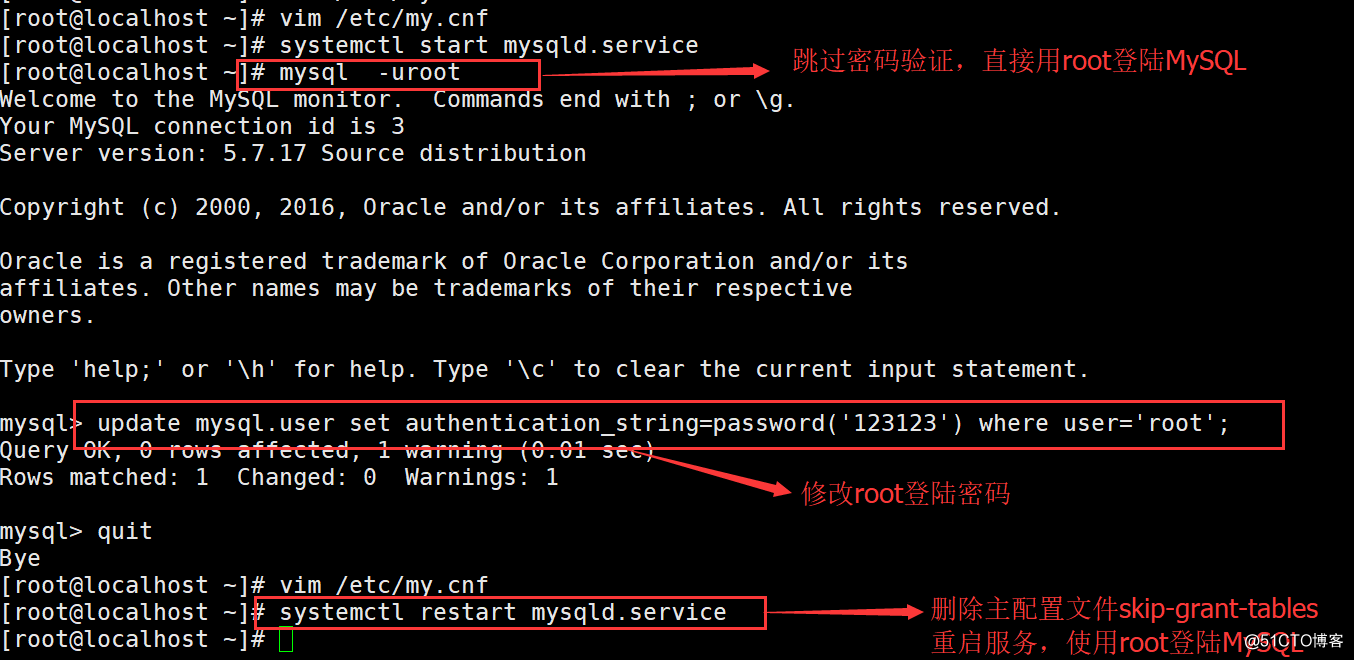 [root@localhost ~]# vim /etc/my.cnf
[root@localhost ~]# systemctl start mysqld.service
[root@localhost ~]# mysql  -uroot
跳过密码验证，直接用root登陆MySQL
Welcome to the MySQL monitor.  Commands end with ; or \g.
Your MySQL connection id is 3
Server version: 5.7.17 Source distribution
Copyright (c) 2000, 2016, Oracle and/or its affiliates. All rights reserved.
Oracle is a registered trademark of Oracle Corporation and/or its
affiliates. Other names may be trademarks of their respective
owners.
Type 'help;' or '\h' for help. Type '\c' to clear the current input statement.
mysql> update mysql.user set authentication_string=password('123123') where user='root';
Query OK, 0 rows affected, 1 warning (0.01 sec)
Rows matched: 1  Changed: 0  Warnings: 1
修改root登陆密码
mysql> quit
Bye
[root@localhost ~]# vim /etc/my.cnf
[root@localhost ~]# systemctl restart mysqld.service
删除主配置文件skip-grant-tables
[root@localhost ~]#
重启服务，使用root登陆MySQL
@51CTO博客